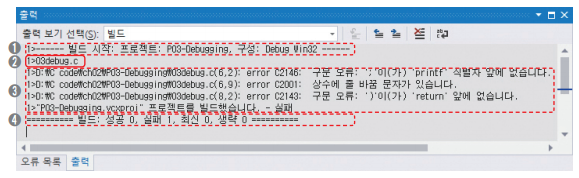 출력
출력 보기 선택(S): 빌드
1 1>------ 빌드 시작: 프로젝트: P03-Debugging, 구성: Debug Win32 ------
2 1>03debug.c
1>D:₩C code₩ch02₩P03-Debugging₩03debug.c(6,2): error C2146: 구문 오류: ';'이(가) 'printf' 식별자 앞에 없습니다.
3 1>D:₩C code₩ch02₩P03-Debugging₩03debug.c(6,9): error C2001: 상수에 줄 바꿈 문자가 있습니다.
1>D:₩C code₩ch02₩P03-Debugging₩03debug.c(8,2): error C2143: 구문 오류: ')'이(가) 'return' 앞에 없습니다.
1>"P03-Debugging.vcxproj" 프로젝트를 빌드했습니다. - 실패
4 ========== 빌드: 성공 0, 실패 1, 최신 0, 생략 0 ==========
오류 목록 출력